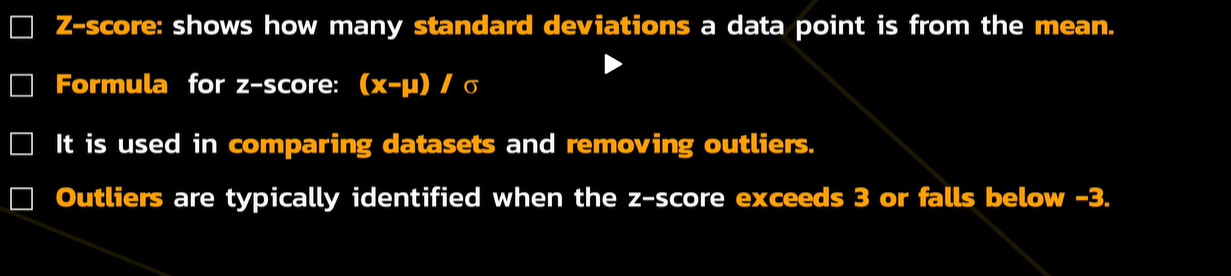 Z-score: shows how many standard deviations a data point is from the mean.
Formula for z-score: (x-μ) / σ
It is used in comparing datasets and removing outliers.
Outliers are typically identified when the z-score exceeds 3 or falls below -3.